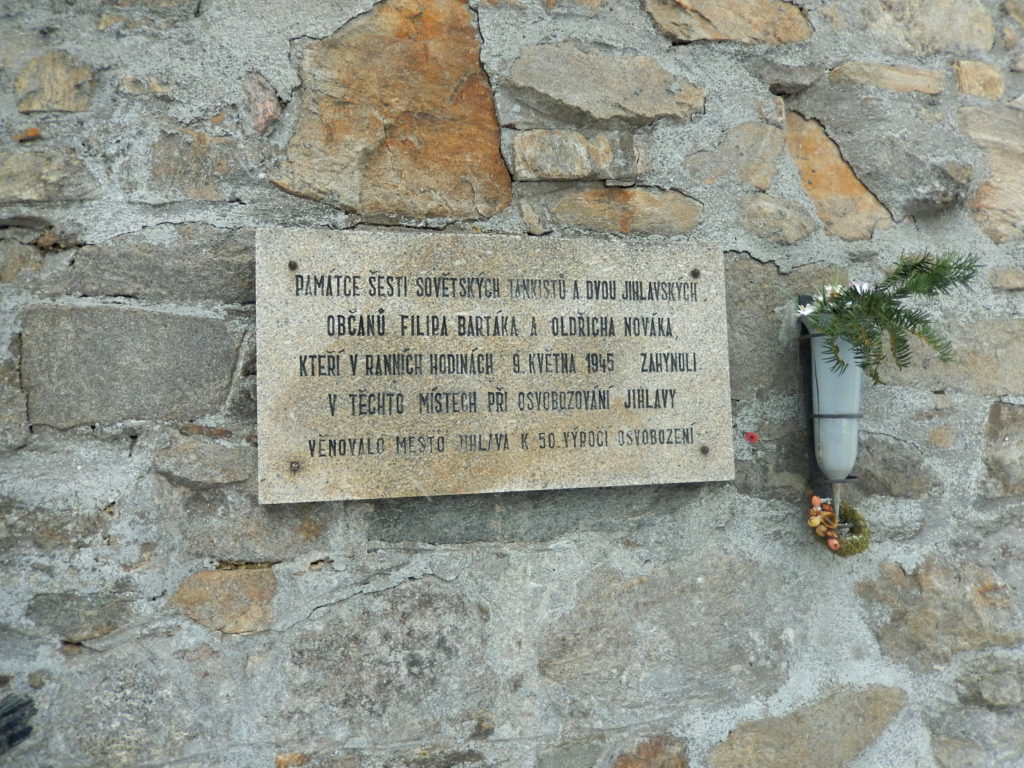 PAMÁTCE ŠESTI SOVĚTSKÝCH TANKISTŮ A DVOU JIHLAVSKÝCH
OBČANŮ FILIPA BARTÁKA A OLDŘICHA NOVÁKA,
KTEŘÍ V RANNÍCH HODINÁCH 9. KVĚTNA 1945 ZAHYNULI
V TĚCHTO MÍSTECH PŘI OSVOBOZOVÁNÍ JIHLAVY
VĚNOVALO MĚSTO JIHLAVA K 50. VÝROČÍ OSVOBOZENÍ